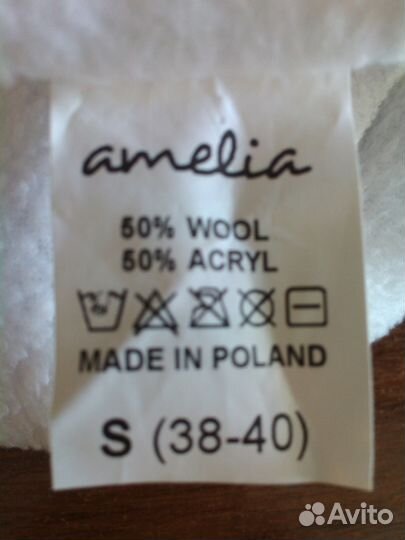 amelia
50% WOOL
50% ACRYL
MADE IN POLAND
S (38-40)
Avito